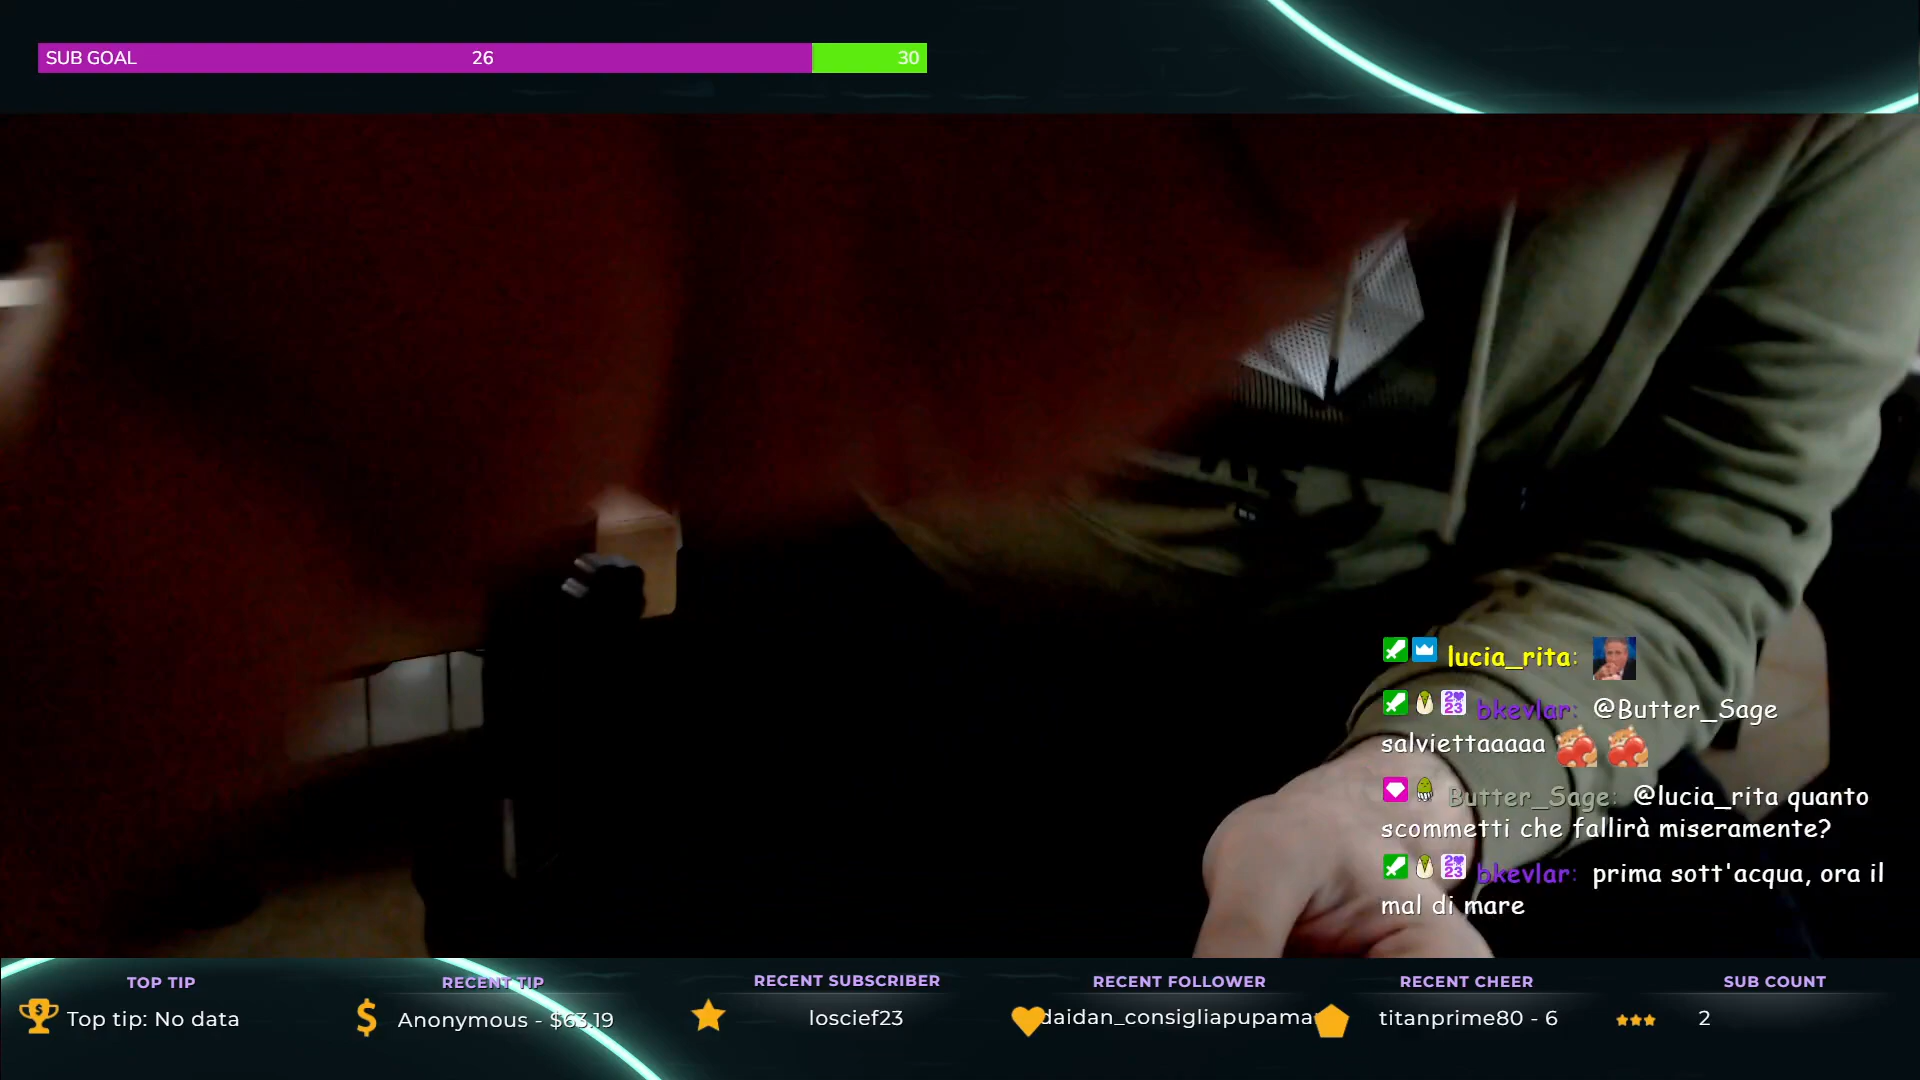 SUB GOAL 26 30
lucia_rita:
bkevlar: @Butter_Sage
salviettaaaaa
Butter_Sage: @lucia_rita quanto
scommetti che fallirà miseramente?
bkevlar: prima sott'acqua, ora il
mal di mare
TOP TIP
Top tip: No data
RECENT TIP
Anonymous - $63.19
RECENT SUBSCRIBER
loscief23
RECENT FOLLOWER
daidan_consigliapupama
RECENT CHEER
titanprime80 - 6
SUB COUNT
2